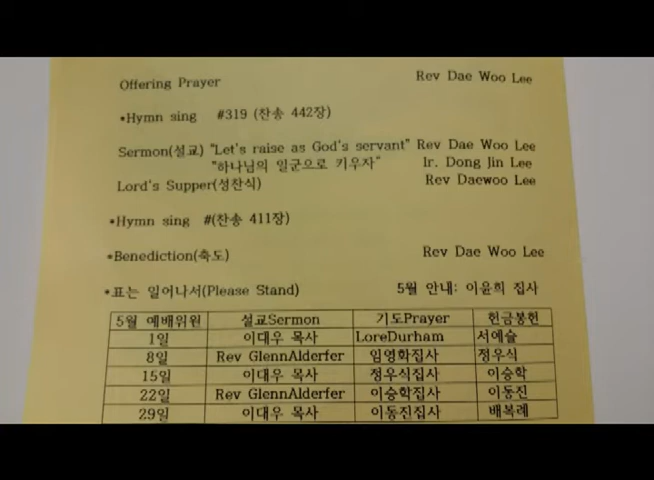 Offering Prayer Rev Dae Woo Lee
*Hymn sing #319 (찬송 442장)
Sermon(설교) "Let's raise as God's servant" Rev Dae Woo Lee
"하나님의 일군으로 키우자" Ir. Dong Jin Lee
Lord's Supper(성찬식) Rev Daewoo Lee
*Hymn sing #(찬송 411장)
*Benediction(축도) Rev Dae Woo Lee
*표는 일어나서(Please Stand) 5월 안내: 이윤희 집사
5월 예배위원 설교Sermon 기도Prayer 헌금봉헌
1일 이대우 목사 LoreDurham 서예슬
8일 Rev GlennAlderfer 임영화집사 정우식
15일 이대우 목사 정우식집사 이승학
22일 Rev GlennAlderfer 이승학집사 이동진
29일 이대우 목사 이동진집사 배복례